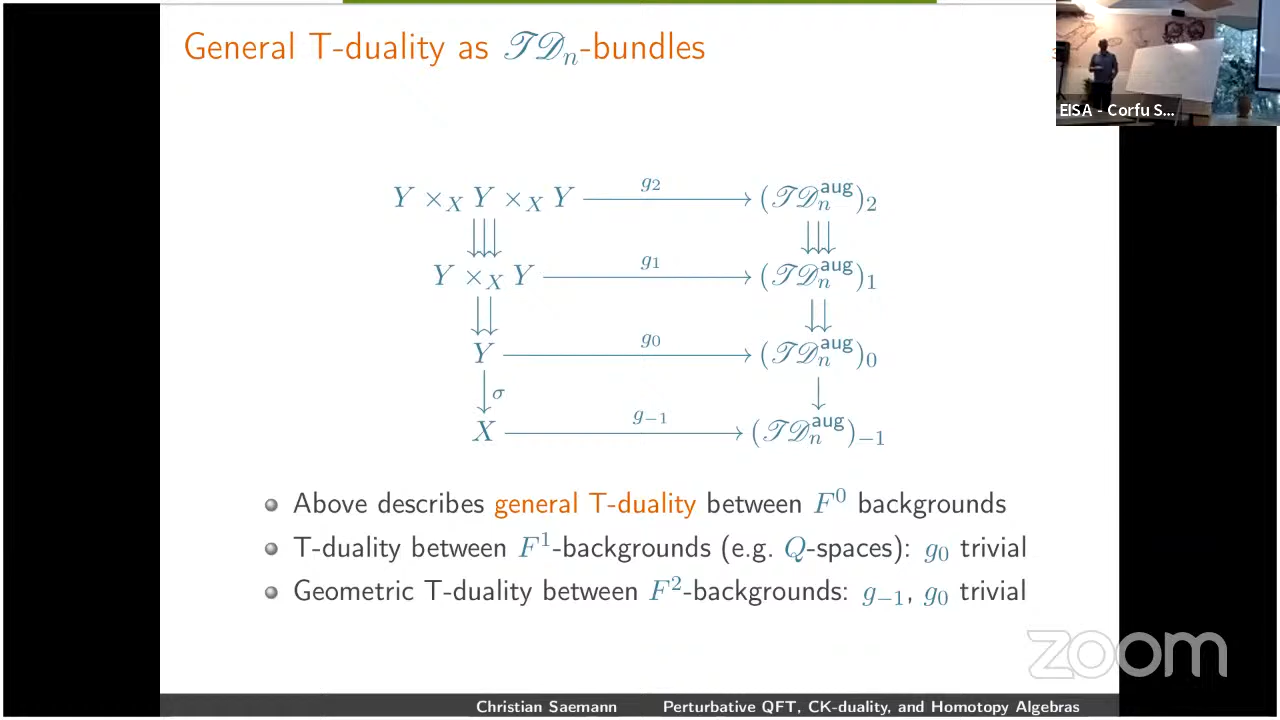 General T-duality as 𝒯𝒟ₙ-bundles
EISA - Corfu S...
Y ×_X Y ×_X Y g₂ (𝒯𝒟ₙ^aug)₂
Y ×_X Y g₁ (𝒯𝒟ₙ^aug)₁
Y g₀ (𝒯𝒟ₙ^aug)₀
σ
X g₋₁ (𝒯𝒟ₙ^aug)₋₁
Above describes general T-duality between F⁰ backgrounds
T-duality between F¹-backgrounds (e.g. Q-spaces): g₀ trivial
Geometric T-duality between F²-backgrounds: g₋₁, g₀ trivial
zoom
Christian Saemann Perturbative QFT, CK-duality, and Homotopy Algebras